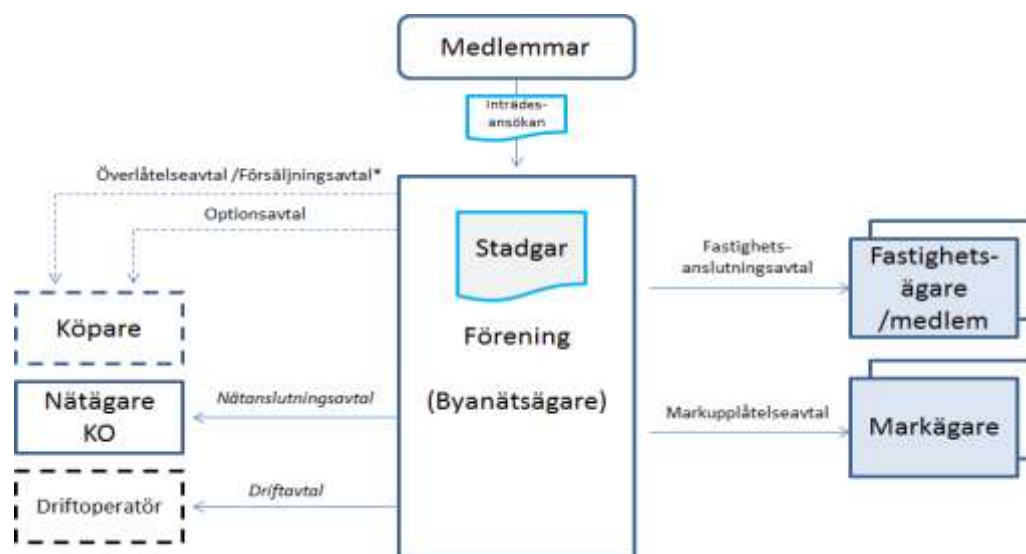 Medlemmar
Inträdes-
ansökan
Överlåtelseavtal /Försäljningsavtal*
Optionsavtal
Stadgar
Förening
(Byanätsägare)
Fastighets-
anslutningsavtal
Fastighets-
ägare
/medlem
Köpare
Nätägare
KO
Nätanslutningsavtal
Markupplåtelseavtal
Markägare
Driftavtal
Driftoperatör